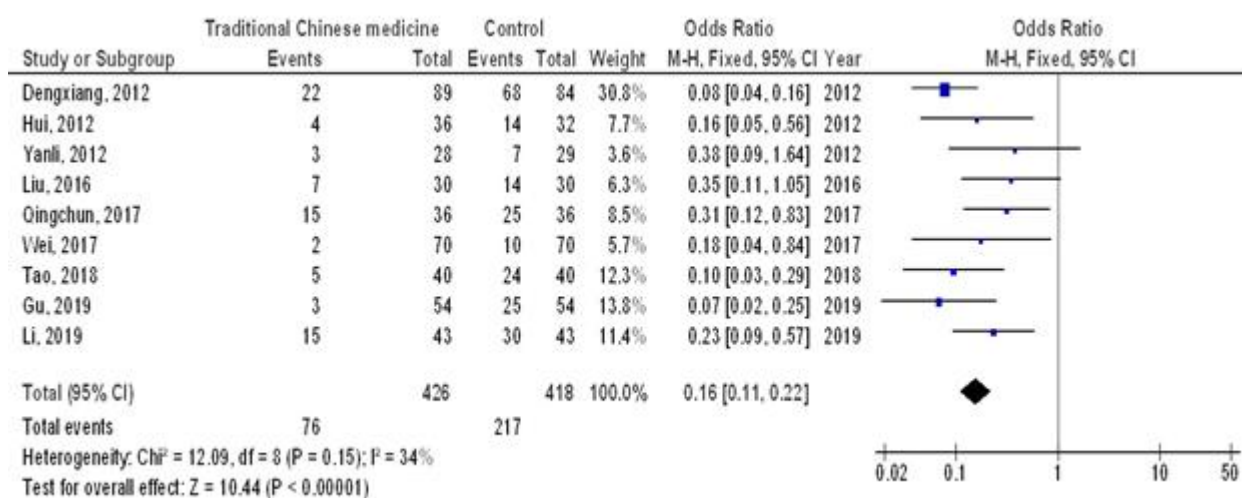 Traditional Chinese medicine Control Odds Ratio Odds Ratio
Study or Subgroup Events Total Events Total Weight M-H, Fixed, 95% CI Year M-H, Fixed, 95% CI
Dengxiang, 2012 22 89 68 84 30.8% 0.08 [0.04, 0.16] 2012
Hui, 2012 4 36 14 32 7.7% 0.16 [0.05, 0.56] 2012
Yanli, 2012 3 28 7 29 3.6% 0.38 [0.09, 1.64] 2012
Liu, 2016 7 30 14 30 6.3% 0.35 [0.11, 1.05] 2016
Qingchun, 2017 15 36 25 36 8.5% 0.31 [0.12, 0.83] 2017
Wei, 2017 2 70 10 70 5.7% 0.18 [0.04, 0.84] 2017
Tao, 2018 5 40 24 40 12.3% 0.10 [0.03, 0.29] 2018
Gu, 2019 3 54 25 54 13.8% 0.07 [0.02, 0.25] 2019
Li, 2019 15 43 30 43 11.4% 0.23 [0.09, 0.57] 2019
Total (95% CI) 426 418 100.0% 0.16 [0.11, 0.22]
Total events 76 217
Heterogeneity: Chi² = 12.09, df = 8 (P = 0.15); I² = 34%
Test for overall effect: Z = 10.44 (P < 0.00001)
0.02 0.1 1 10 50